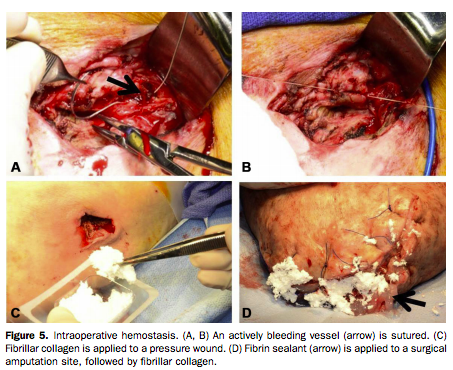 A
B
C
D
Figure 5. Intraoperative hemostasis. (A, B) An actively bleeding vessel (arrow) is sutured. (C)
Fibrillar collagen is applied to a pressure wound. (D) Fibrin sealant (arrow) is applied to a surgical
amputation site, followed by fibrillar collagen.